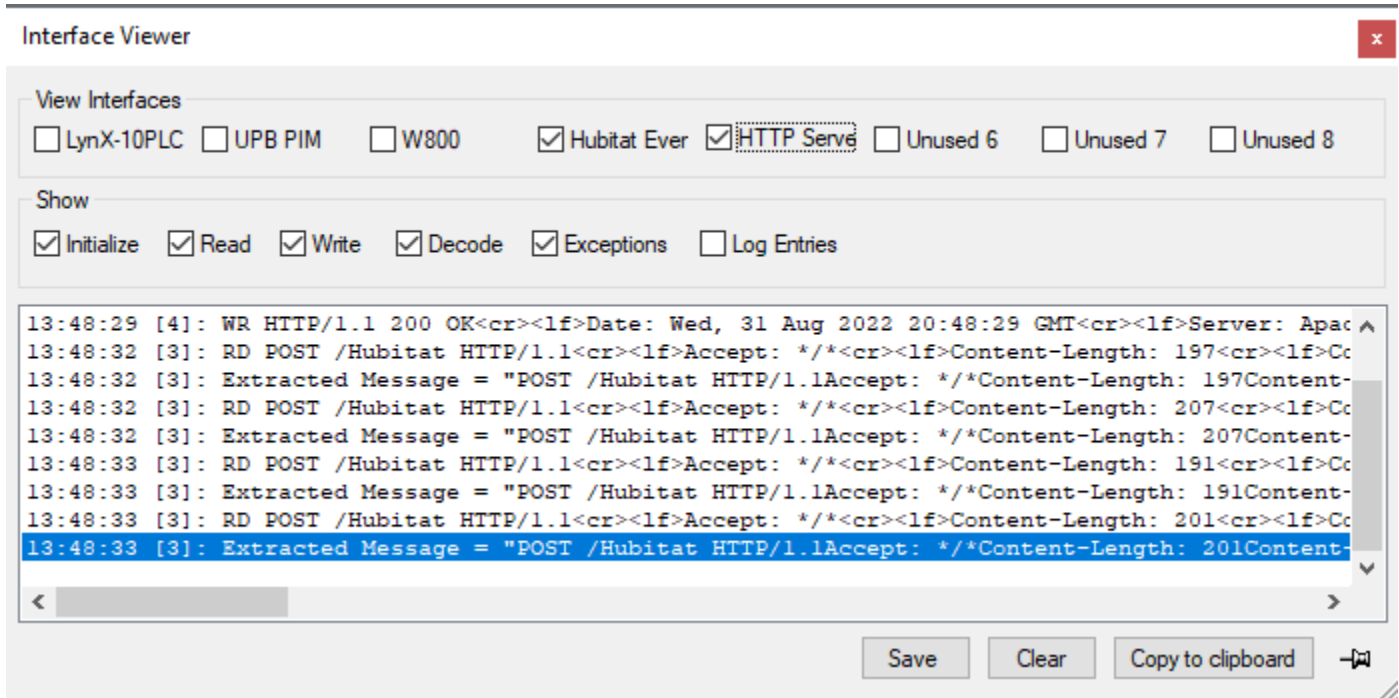 Interface Viewer
x
View Interfaces
LynX-10PLC UPB PIM W800 Hubitat Ever HTTP Serve Unused 6 Unused 7 Unused 8
Show
Initialize Read Write Decode Exceptions Log Entries
13:48:29 [4]: WR HTTP/1.1 200 OK<cr><lf>Date: Wed, 31 Aug 2022 20:48:29 GMT<cr><lf>Server: Apac
13:48:32 [3]: RD POST /Hubitat HTTP/1.1<cr><lf>Accept: */*<cr><lf>Content-Length: 197<cr><lf>Co
13:48:32 [3]: Extracted Message = "POST /Hubitat HTTP/1.1Accept: */*Content-Length: 197Content-
13:48:32 [3]: RD POST /Hubitat HTTP/1.1<cr><lf>Accept: */*<cr><lf>Content-Length: 207<cr><lf>Co
13:48:32 [3]: Extracted Message = "POST /Hubitat HTTP/1.1Accept: */*Content-Length: 207Content-
13:48:33 [3]: RD POST /Hubitat HTTP/1.1<cr><lf>Accept: */*<cr><lf>Content-Length: 191<cr><lf>Co
13:48:33 [3]: Extracted Message = "POST /Hubitat HTTP/1.1Accept: */*Content-Length: 191Content-
13:48:33 [3]: RD POST /Hubitat HTTP/1.1<cr><lf>Accept: */*<cr><lf>Content-Length: 201<cr><lf>Co
13:48:33 [3]: Extracted Message = "POST /Hubitat HTTP/1.1Accept: */*Content-Length: 201Content-
Save Clear Copy to clipboard